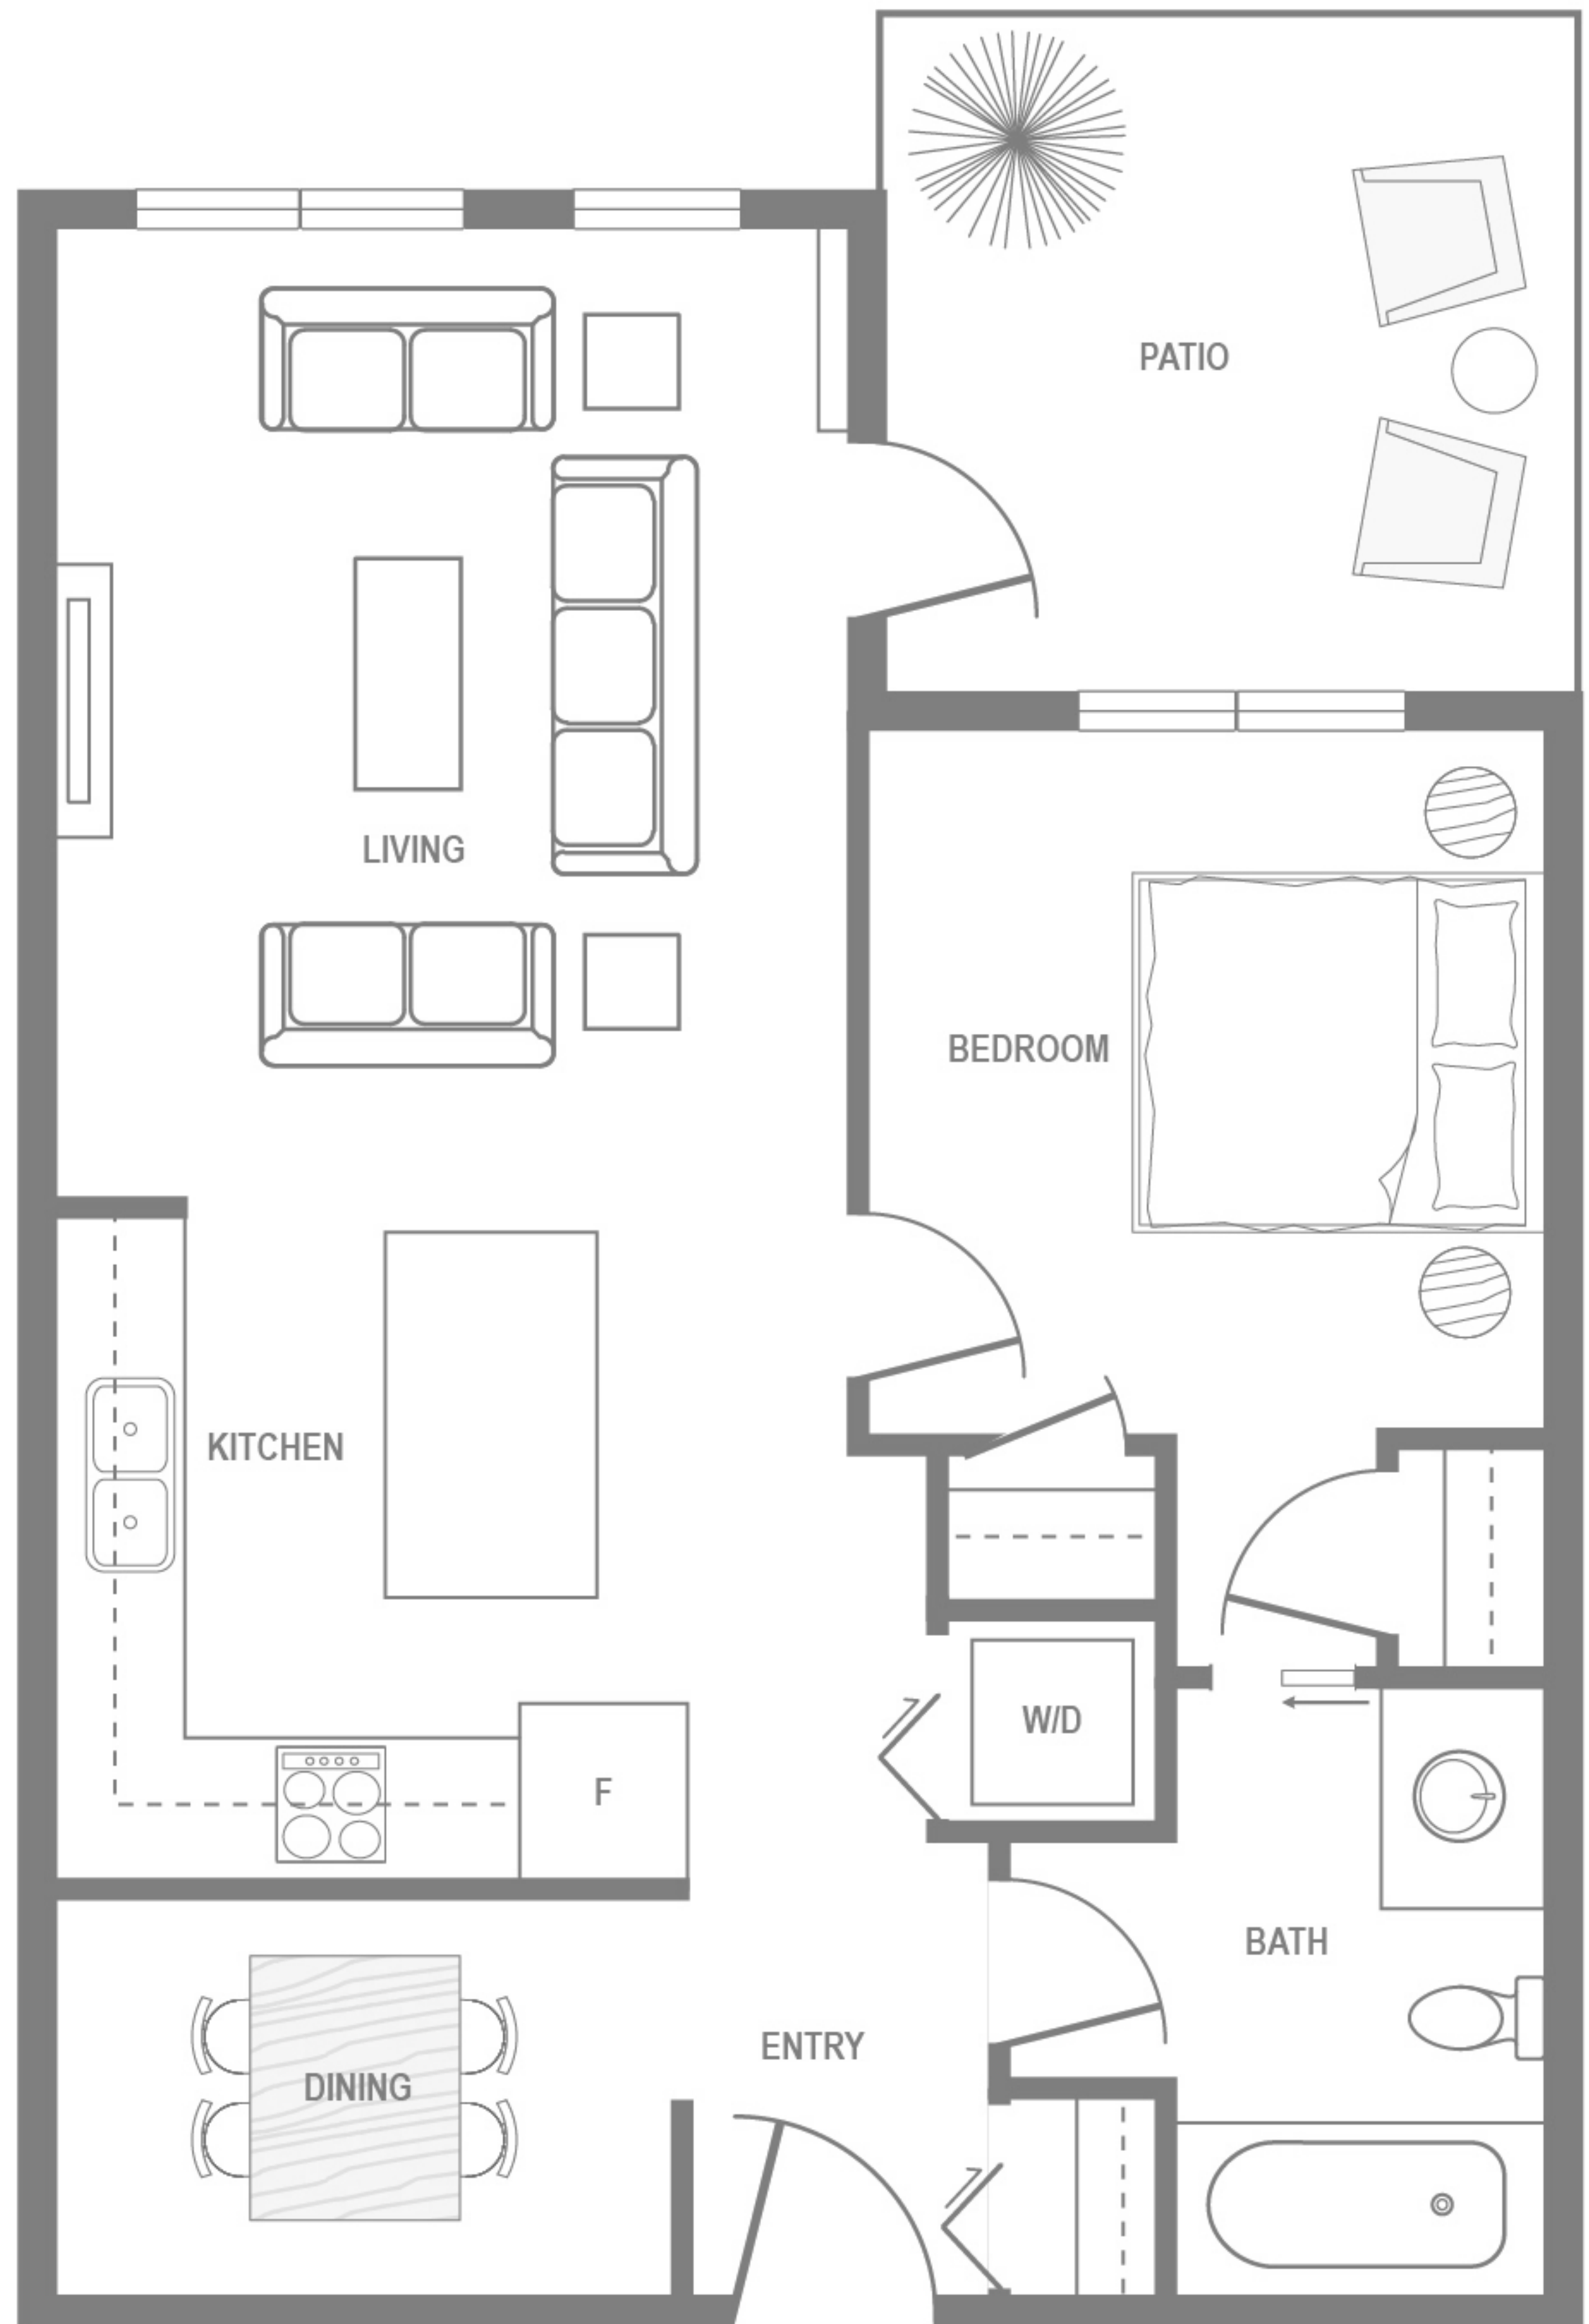 PATIO
LIVING
BEDROOM
KITCHEN
W/D
F
BATH
ENTRY
DINING